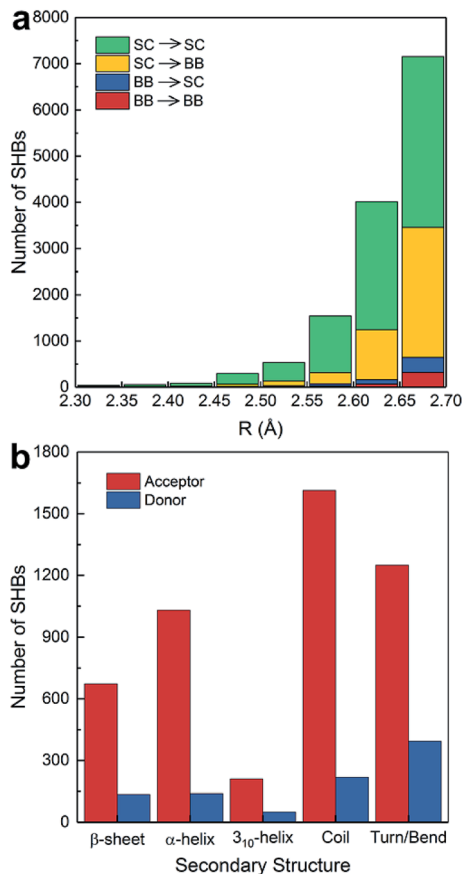 a
8000
7000
6000
5000
4000
3000
2000
1000
0
Number of SHBs
SC → SC
SC → BB
BB → SC
BB → BB
2.30 2.35 2.40 2.45 2.50 2.55 2.60 2.65 2.70
R (Å)
b
1800
1500
1200
900
600
300
0
Number of SHBs
Acceptor
Donor
β-sheet α-helix 3₁₀-helix Coil Turn/Bend
Secondary Structure